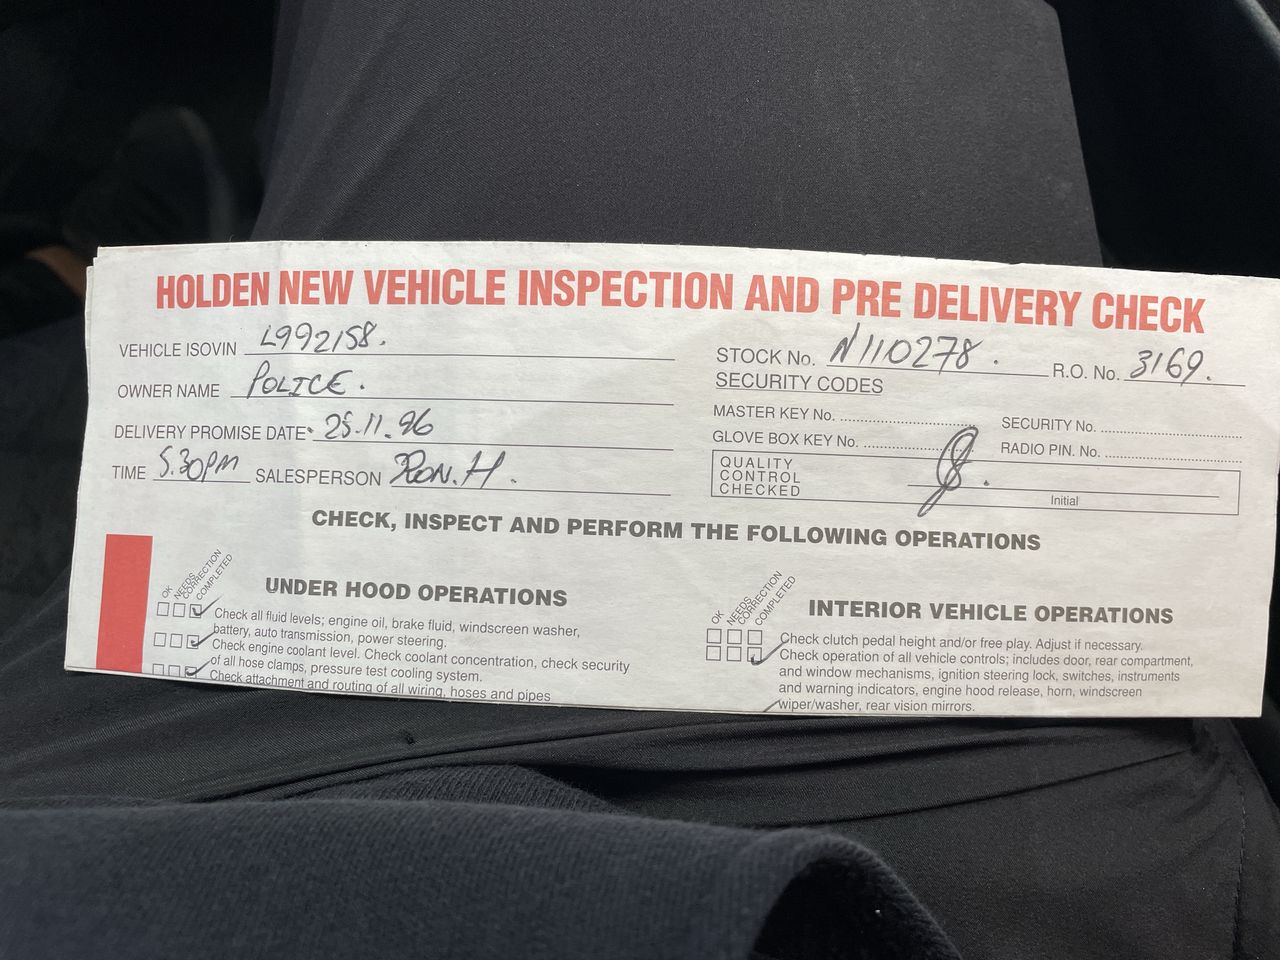 HOLDEN NEW VEHICLE INSPECTION AND PRE DELIVERY CHECK
VEHICLE ISOVIN L992158.
OWNER NAME POLICE.
DELIVERY PROMISE DATE 25.11.96
TIME 5.30PM SALESPERSON RON.H.
STOCK No. N110278. R.O. No. 3169.
SECURITY CODES
MASTER KEY No. SECURITY No.
GLOVE BOX KEY No. RADIO PIN. No.
QUALITY
CONTROL
CHECKED
Initial
CHECK, INSPECT AND PERFORM THE FOLLOWING OPERATIONS
OK
NEEDS CORRECTION
COMPLETED
UNDER HOOD OPERATIONS
Check all fluid levels; engine oil, brake fluid, windscreen washer,
battery, auto transmission, power steering.
Check engine coolant level. Check coolant concentration, check security
of all hose clamps, pressure test cooling system.
Check attachment and routing of all wiring, hoses and pipes
OK
NEEDS CORRECTION
COMPLETED
INTERIOR VEHICLE OPERATIONS
Check clutch pedal height and/or free play. Adjust if necessary.
Check operation of all vehicle controls; includes door, rear compartment,
and window mechanisms, ignition steering lock, switches, instruments
and warning indicators, engine hood release, horn, windscreen
wiper/washer, rear vision mirrors.